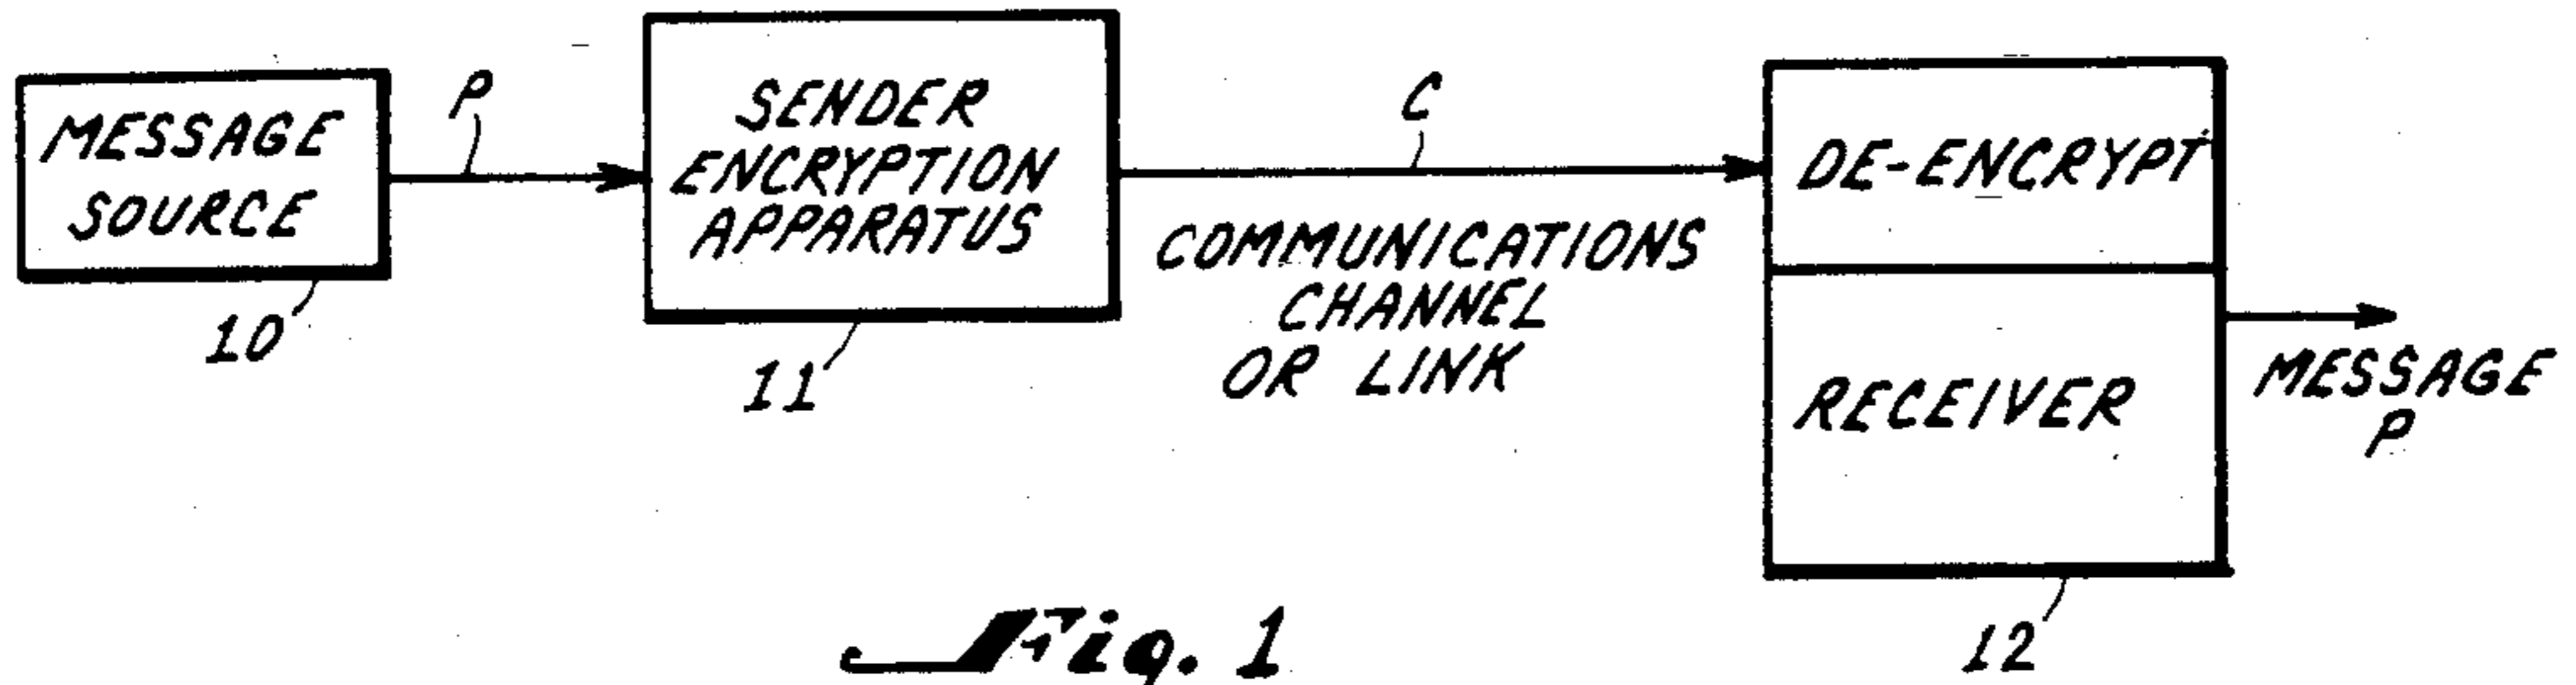 MESSAGE
SOURCE
10
P
SENDER
ENCRYPTION
APPARATUS
11
C
COMMUNICATIONS
CHANNEL
OR LINK
DE-ENCRYPT
RECEIVER
12
MESSAGE
P
Fig. 1